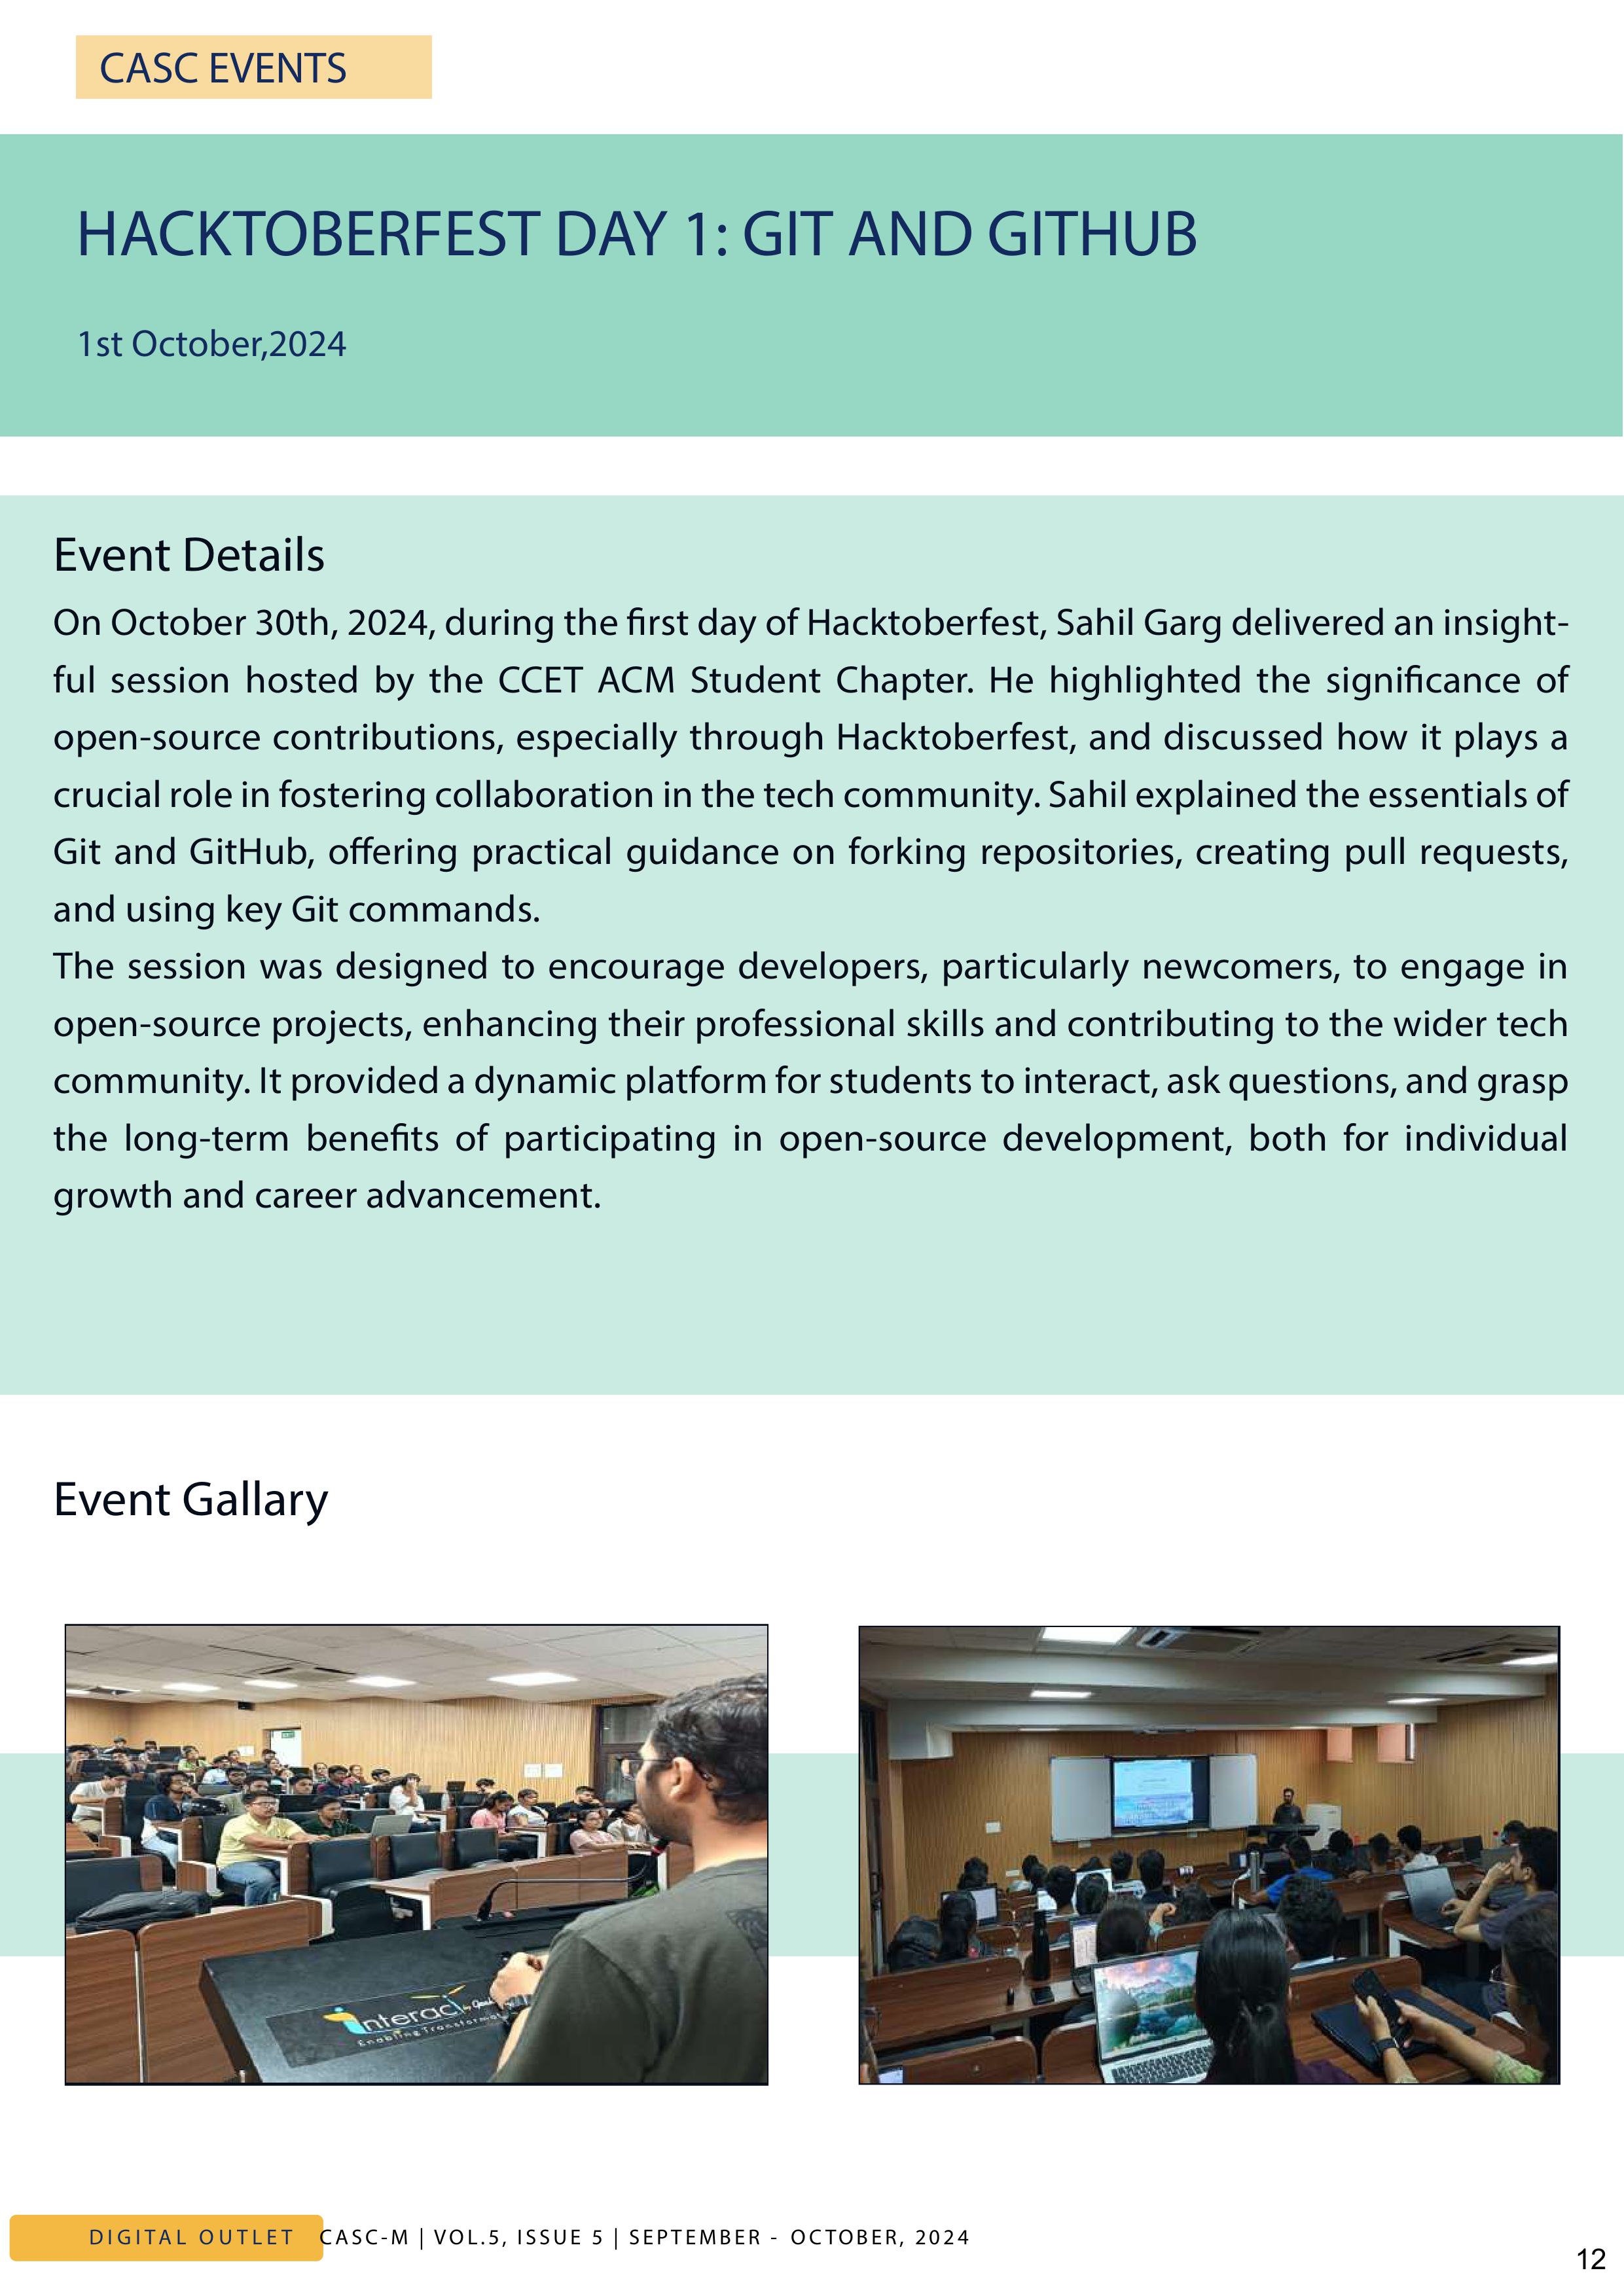 CASC EVENTS
HACKTOBERFEST DAY 1: GIT AND GITHUB
1st October,2024
Event Details
On October 30th, 2024, during the first day of Hacktoberfest, Sahil Garg delivered an insight-
ful session hosted by the CCET ACM Student Chapter. He highlighted the significance of
open-source contributions, especially through Hacktoberfest, and discussed how it plays a
crucial role in fostering collaboration in the tech community. Sahil explained the essentials of
Git and GitHub, offering practical guidance on forking repositories, creating pull requests,
and using key Git commands.
The session was designed to encourage developers, particularly newcomers, to engage in
open-source projects, enhancing their professional skills and contributing to the wider tech
community. It provided a dynamic platform for students to interact, ask questions, and grasp
the long-term benefits of participating in open-source development, both for individual
growth and career advancement.
Event Gallary
interact by
Enabling Transformat
DIGITAL OUTLET CASC-M | VOL.5, ISSUE 5 | SEPTEMBER - OCTOBER, 2024
12